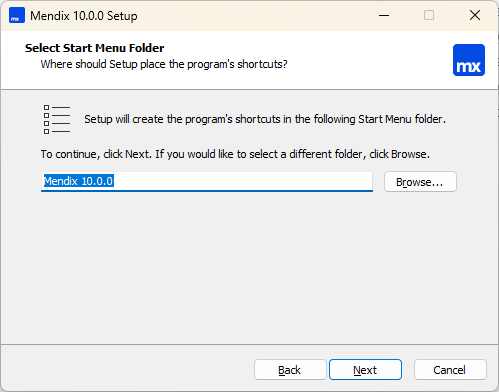 Mendix 10.0.0 Setup
Select Start Menu Folder
Where should Setup place the program's shortcuts?
mx
Setup will create the program's shortcuts in the following Start Menu folder.
To continue, click Next. If you would like to select a different folder, click Browse.
Mendix 10.0.0
Browse...
Back
Next
Cancel